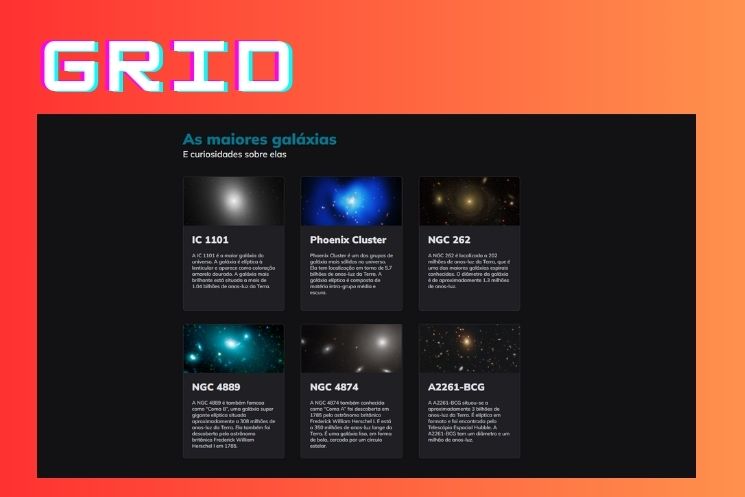 GRID
As maiores galáxias
E curiosidades sobre elas
IC 1101
A IC 1101 é a maior galáxia do
universo. A galáxia é elíptica à
lenticular e aparece como coloração
amarelo dourado. A galáxia mais
brilhante está situada a mais de
1.04 bilhões de anos-luz da Terra.
Phoenix Cluster
Phoenix Cluster é um dos grupos de
galáxia mais sólidos no universo.
Ela tem localização em torno de 5,7
bilhões de anos-luz da Terra. A
galáxia elíptica é composta de
matéria intra-grupo média e
escura.
NGC 262
A NGC 262 é localizada a 202
milhões de anos-luz da Terra, que é
uma das maiores galáxias espirais
conhecidas. O diâmetro da galáxia
é de aproximadamente 1.3 milhões
de anos-luz.
NGC 4889
A NGC 4889 é também famosa
como "Coma B", uma galáxia super
gigante elíptica situada
aproximadamente a 308 milhões de
anos-luz da Terra. Foi também foi
descoberta pelo astrônomo
britânico Frederick William
Herschel I em 1785.
NGC 4874
A NGC 4874 também conhecida
como "Coma A" foi descoberta em
1785 pelo astrônomo britânico
Frederick William Herschel I. E está
a 350 milhões de anos-luz longe da
Terra. É uma galáxia lisa, em forma
de bola, cercada por um círculo
estelar.
A2261-BCG
A A2261-BCG situou-se a
aproximadamente 3 bilhões de
anos-luz da Terra. É elíptica em
formato e foi encontrada pelo
Telescópio Espacial Hubble. A
A2261-BCG tem um diâmetro e um
milhão de anos-luz.